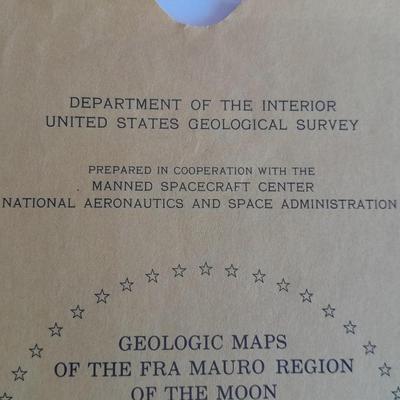 DEPARTMENT OF THE INTERIOR
UNITED STATES GEOLOGICAL SURVEY
PREPARED IN COOPERATION WITH THE
MANNED SPACECRAFT CENTER
NATIONAL AERONAUTICS AND SPACE ADMINISTRATION
GEOLOGIC MAPS
OF THE FRA MAURO REGION
OF THE MOON